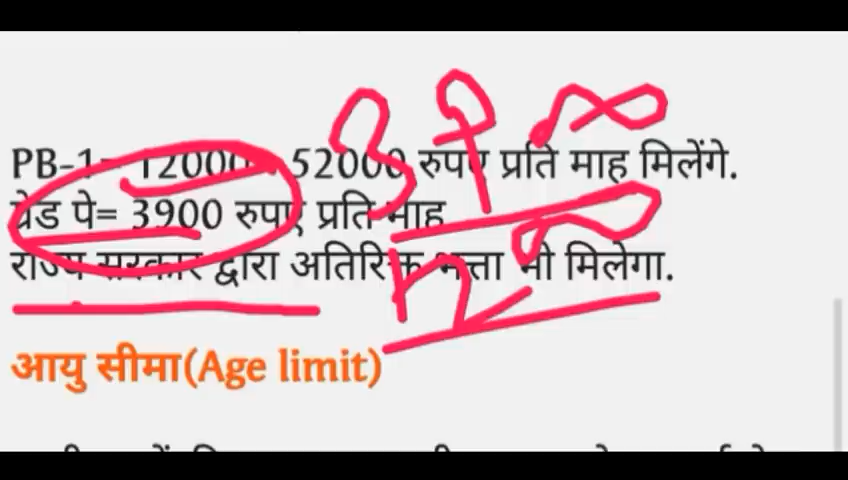 PB-1= 12000 52000 रुपए प्रति माह मिलेंगे.
ग्रेड पे= 3900 रुपए प्रति माह
राज्य सरकार द्वारा अतिरिक्त भत्ता भी मिलेगा.
आयु सीमा(Age limit)